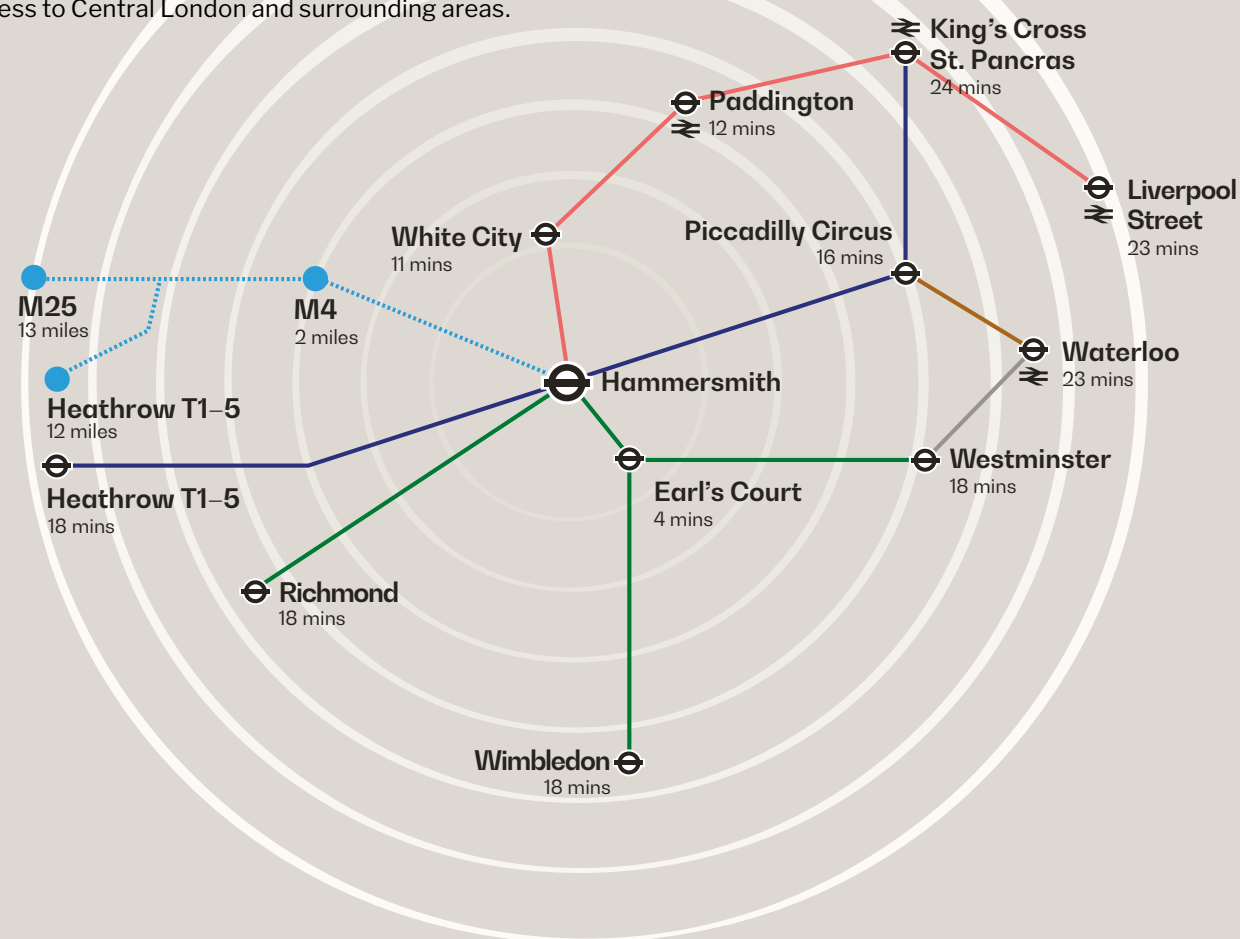 ess to Central London and surrounding areas.
King’s Cross
St. Pancras
24 mins
Paddington
12 mins
Liverpool
Street
23 mins
White City
11 mins
Piccadilly Circus
16 mins
M25
13 miles
M4
2 miles
Waterloo
23 mins
Hammersmith
Heathrow T1–5
12 miles
Heathrow T1–5
18 mins
Westminster
18 mins
Earl’s Court
4 mins
Richmond
18 mins
Wimbledon
18 mins